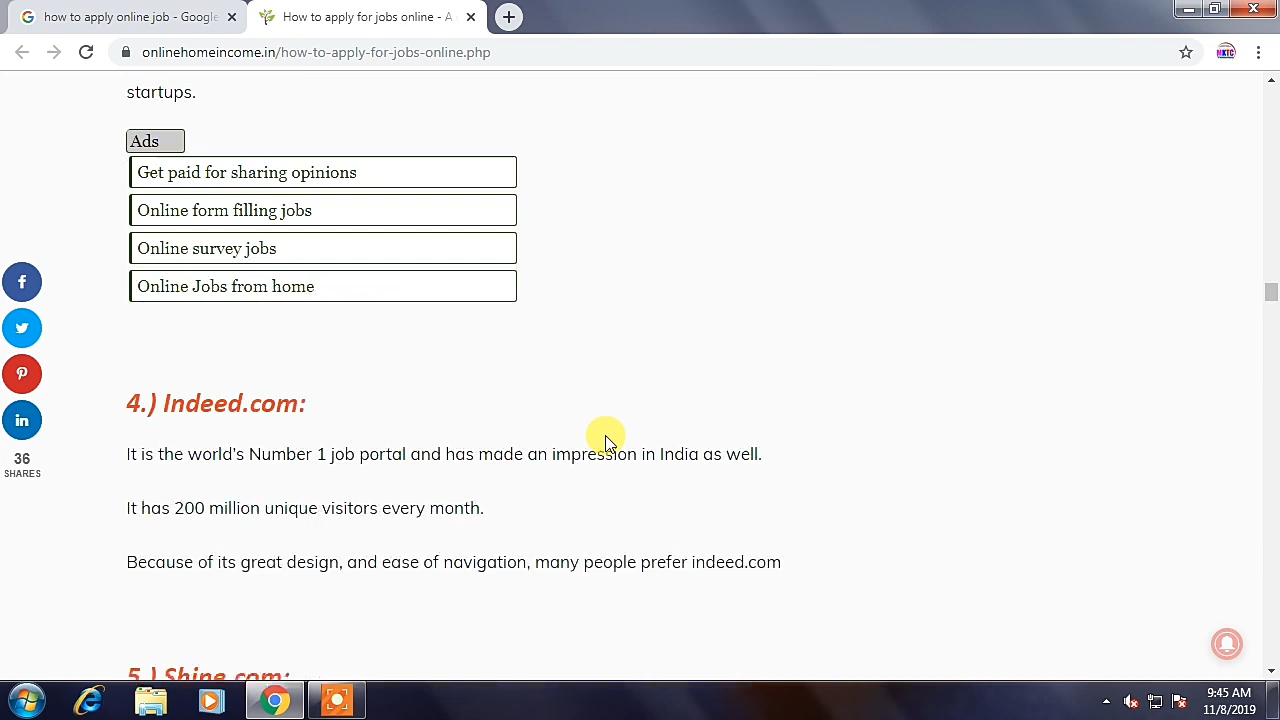 how to apply online job - Google
How to apply for jobs online - A
onlinehomeincome.in/how-to-apply-for-jobs-online.php
MKTC
startups.
Ads
Get paid for sharing opinions
Online form filling jobs
Online survey jobs
Online Jobs from home
36
SHARES
4.) Indeed.com:
It is the world's Number 1 job portal and has made an impression in India as well.
It has 200 million unique visitors every month.
Because of its great design, and ease of navigation, many people prefer indeed.com
5.) Shine.com:
9:45 AM
11/8/2019